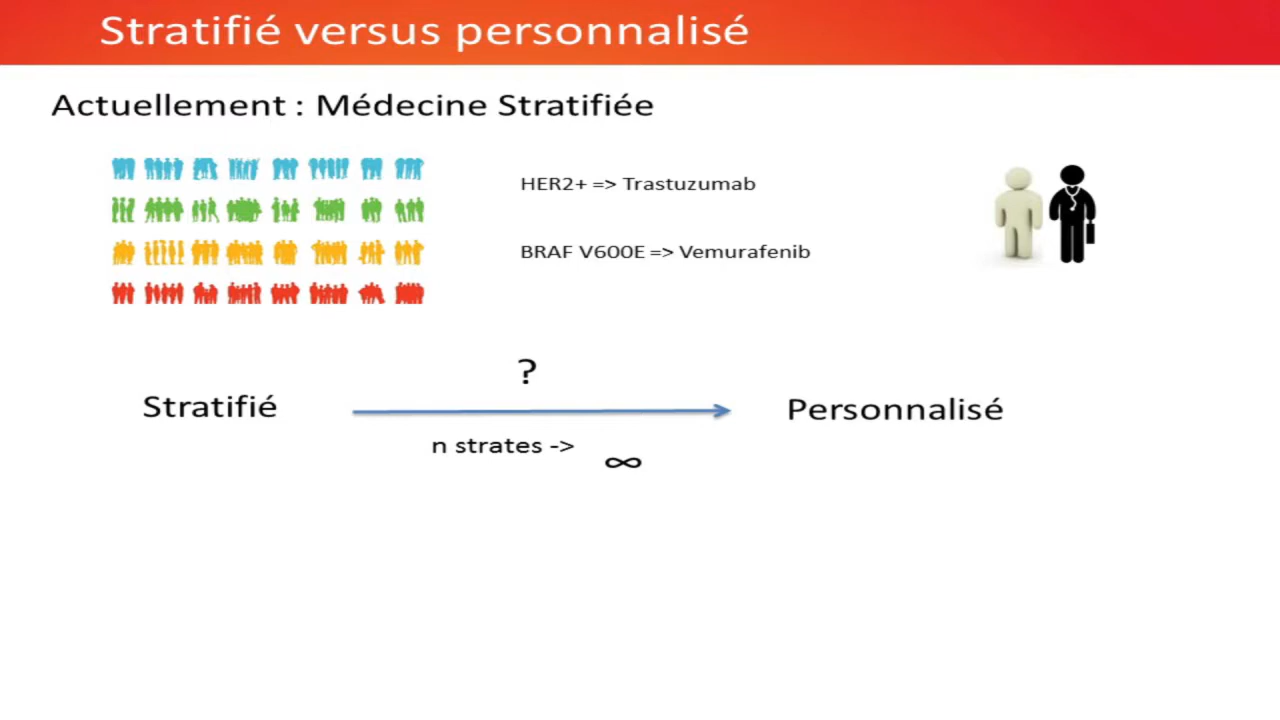 Stratifié versus personnalisé
Actuellement : Médecine Stratifiée
HER2+ => Trastuzumab
BRAF V600E => Vemurafenib
?
Stratifié
Personnalisé
n strates -> ∞